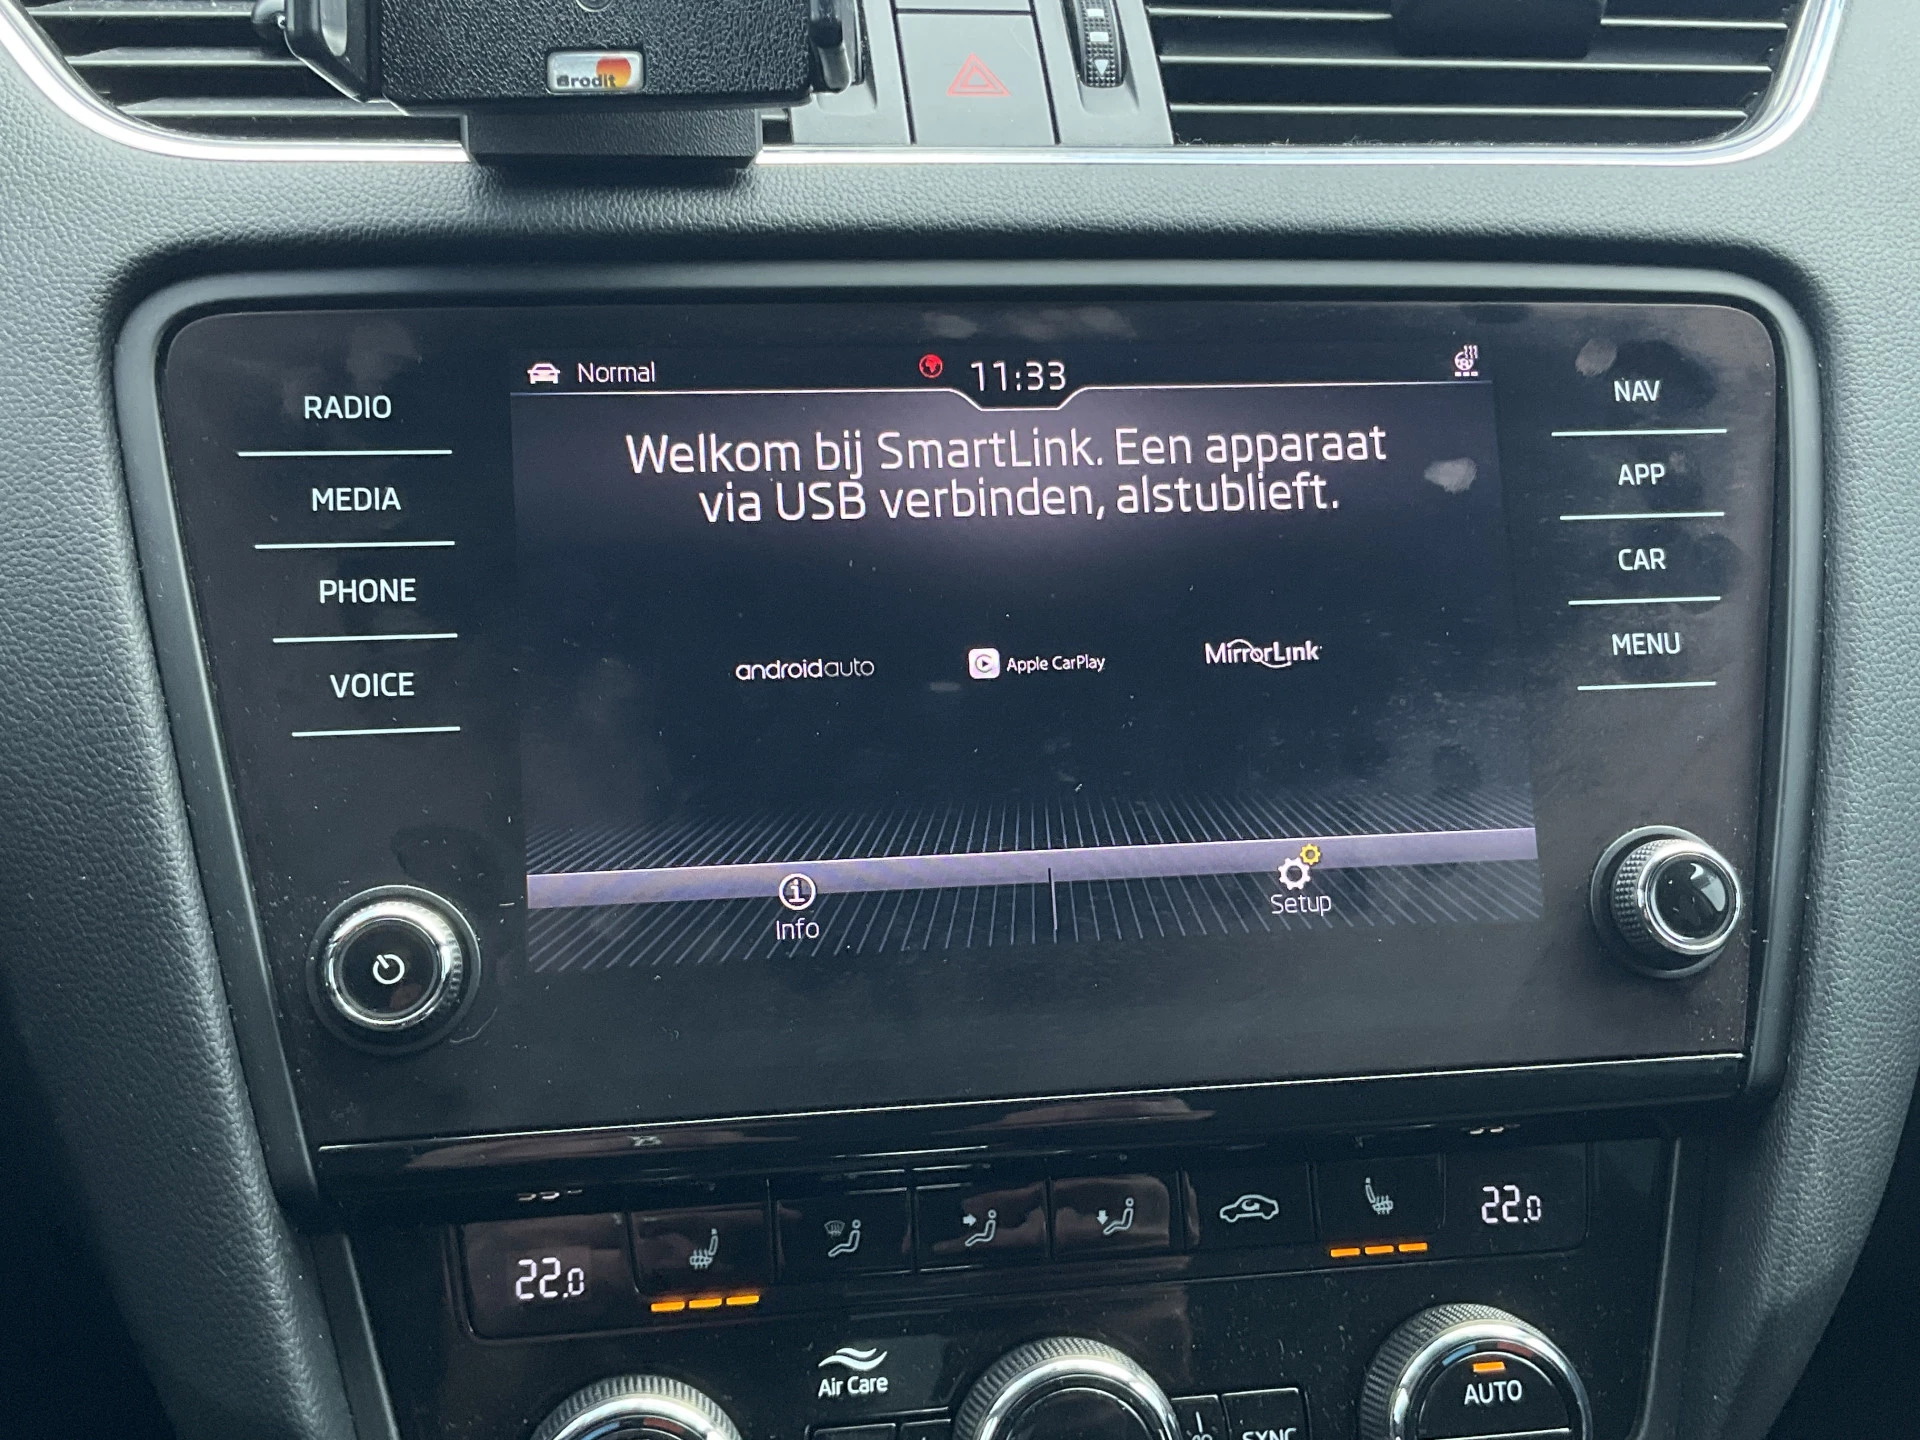 Brodit
RADIO
MEDIA
PHONE
VOICE
Normal
11:33
Welkom bij SmartLink. Een apparaat
via USB verbinden, alstublieft.
androidauto
Apple CarPlay
MirrorLink
Info
Setup
NAV
APP
CAR
MENU
22.0
22.0
Air Care
SYNC
AUTO